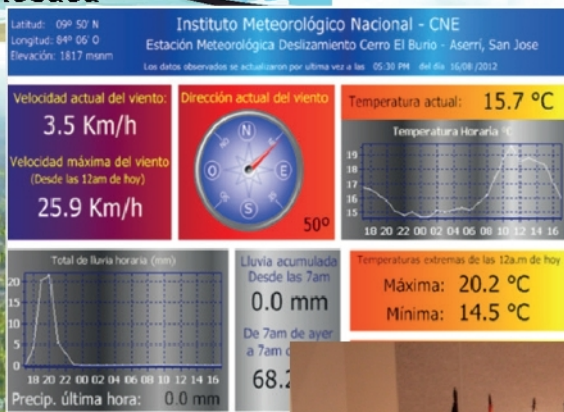 Latitud: 09º 50' N
Longitud: 84º 06' O
Elevación: 1817 msnm
Instituto Meteorológico Nacional - CNE
Estación Meteorológica Deslizamiento Cerro El Burio - Aserrí, San Jose
Los datos observados se actualizaron por ultima vez a las 05:30 PM del día 16/08/2012
Velocidad actual del viento:
3.5 Km/h
Velocidad máxima del viento
(Desde las 12am de hoy)
25.9 Km/h
Dirección actual del viento
N
O E
S
50º
Temperatura actual: 15.7 ºC
Temperatura Horaria ºC
19
18
17
16
15
18 20 22 00 02 04 06 08 10 12 14 16
Total de lluvia horaria (mm)
20
15
10
5
0
18 20 22 00 02 04 06 08 10 12 14 16
Precip. última hora: 0.0 mm
Lluvia acumulada
Desde las 7am
0.0 mm
De 7am de ayer
a 7am
68.2
Temperaturas extremas de las 12a.m de hoy
Máxima: 20.2 ºC
Mínima: 14.5 ºC